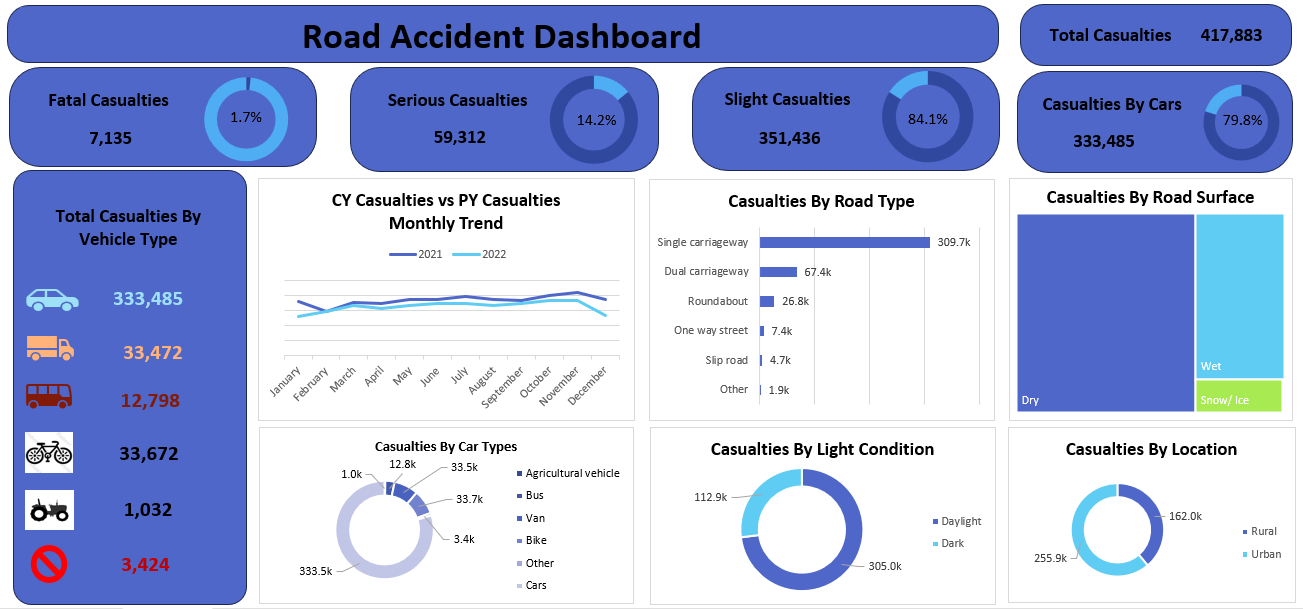 Road Accident Dashboard
Total Casualties 417,883
Fatal Casualties
7,135
1.7%
Serious Casualties
59,312
14.2%
Slight Casualties
351,436
84.1%
Casualties By Cars
333,485
79.8%
Total Casualties By
Vehicle Type
333,485
33,472
12,798
33,672
1,032
3,424
CY Casualties vs PY Casualties
Monthly Trend
2021 2022
January
February
March
April
May
June
July
August
September
October
November
December
Casualties By Road Type
Single carriageway 309.7k
Dual carriageway 67.4k
Roundabout 26.8k
One way street 7.4k
Slip road 4.7k
Other 1.9k
Casualties By Road Surface
Dry
Wet
Snow/ Ice
Casualties By Car Types
1.0k
12.8k
33.5k
33.7k
3.4k
333.5k
Agricultural vehicle
Bus
Van
Bike
Other
Cars
Casualties By Light Condition
112.9k
305.0k
Daylight
Dark
Casualties By Location
162.0k
255.9k
Rural
Urban